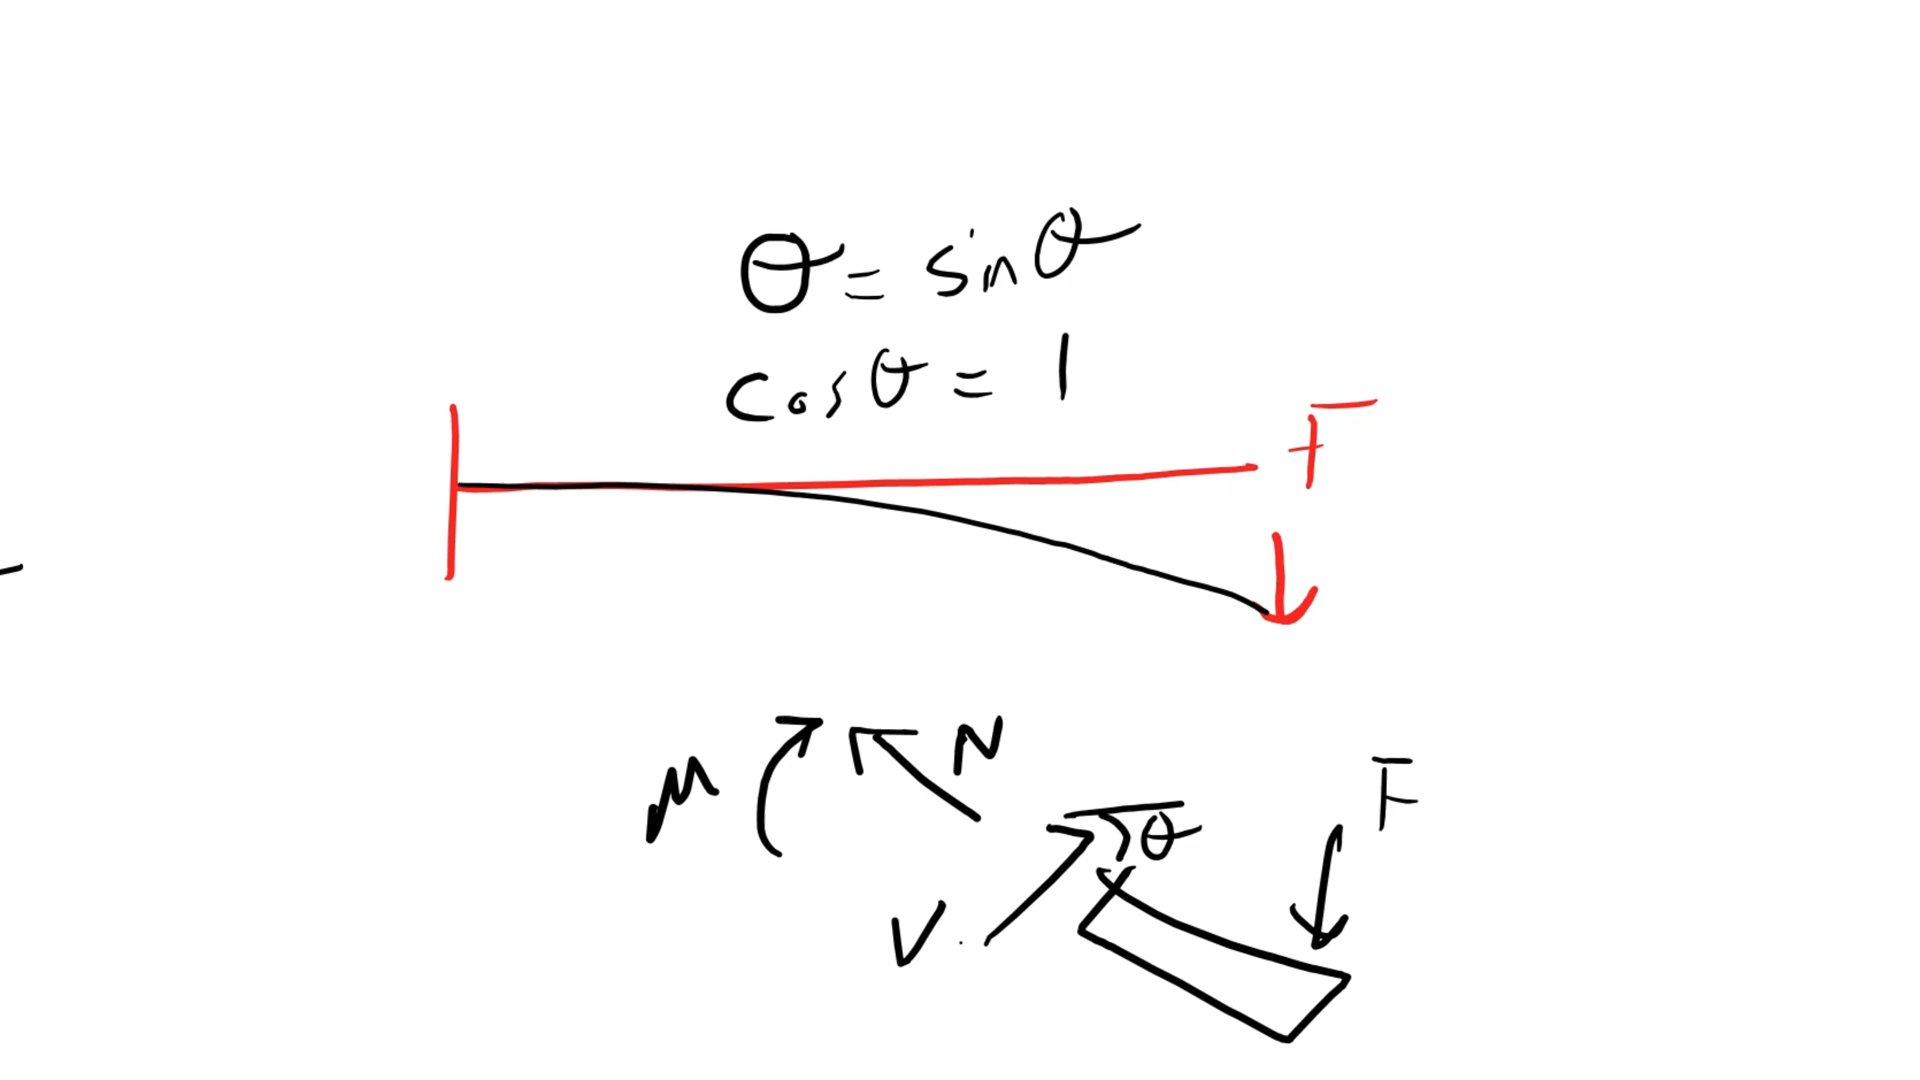 θ = sinθ
cosθ = 1
F
M
N
θ
F
V